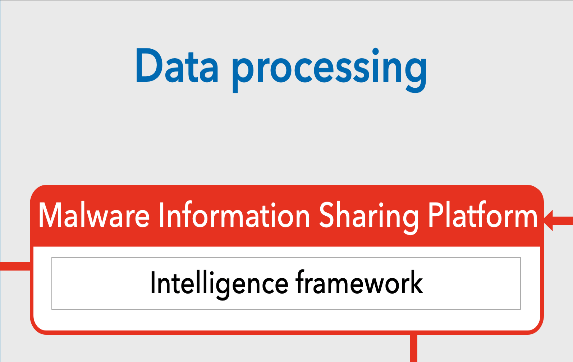 Data processing
Malware Information Sharing Platform
Intelligence framework